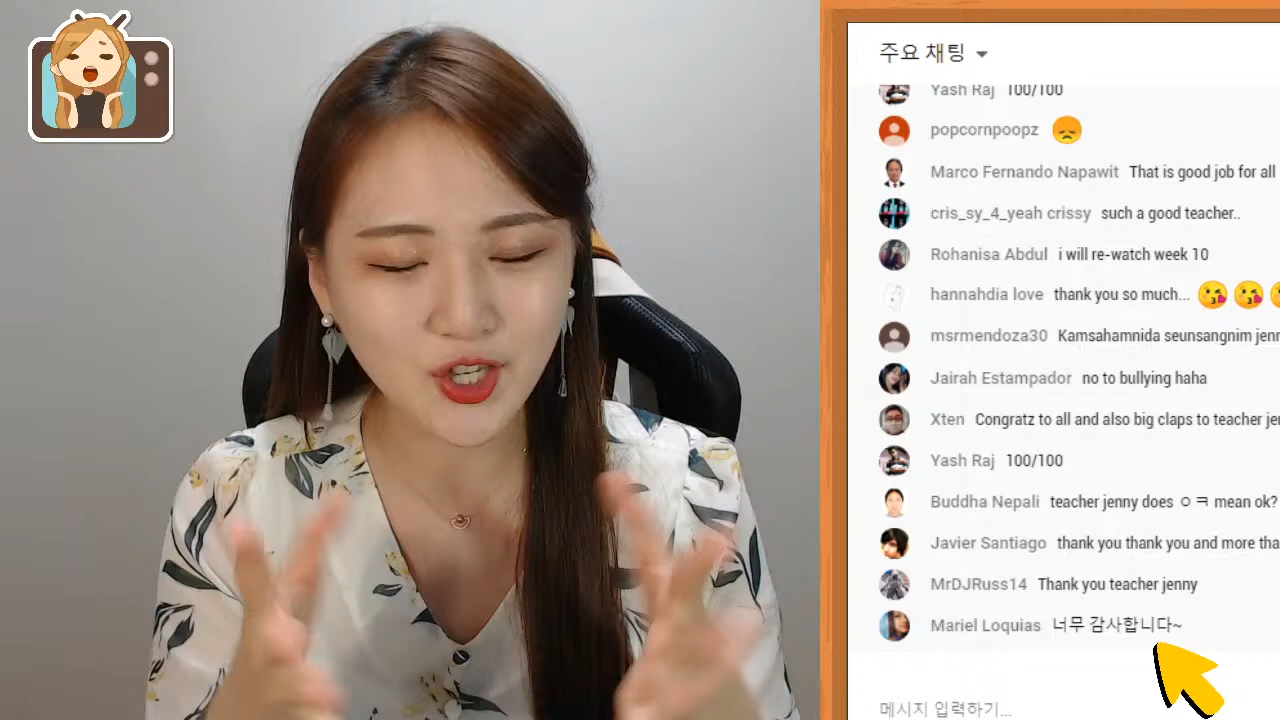 주요 채팅
Yash Raj 100/100
popcornpoopz
Marco Fernando Napawit That is good job for all
cris_sy_4_yeah crissy such a good teacher..
Rohanisa Abdul i will re-watch week 10
hannahdia love thank you so much...
msrmendoza30 Kamsahamnida seunsangnim jenn
Jairah Estampador no to bullying haha
Xten Congratz to all and also big claps to teacher jen
Yash Raj 100/100
Buddha Nepali teacher jenny does ㅇㅋ mean ok?
Javier Santiago thank you thank you and more tha
MrDJRuss14 Thank you teacher jenny
Mariel Loquias 너무 감사합니다~
메시지 입력하기...